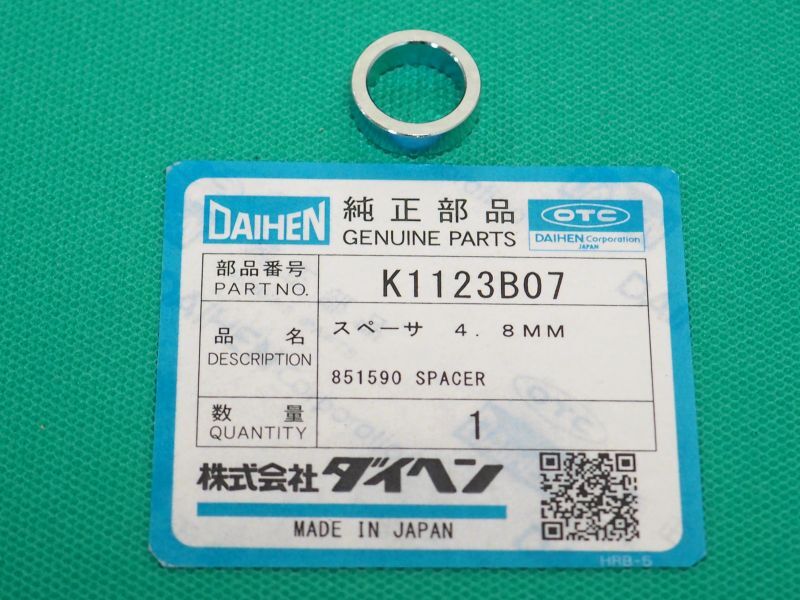 DAIHEN 純正部品 OTC
GENUINE PARTS DAIHEN Corporation
JAPAN
部品番号 K1123B07
PART NO.
品 名 スペーサ 4.8MM
DESCRIPTION
851590 SPACER
数 量 1
QUANTITY
株式会社ダイヘン
MADE IN JAPAN
HRB-5